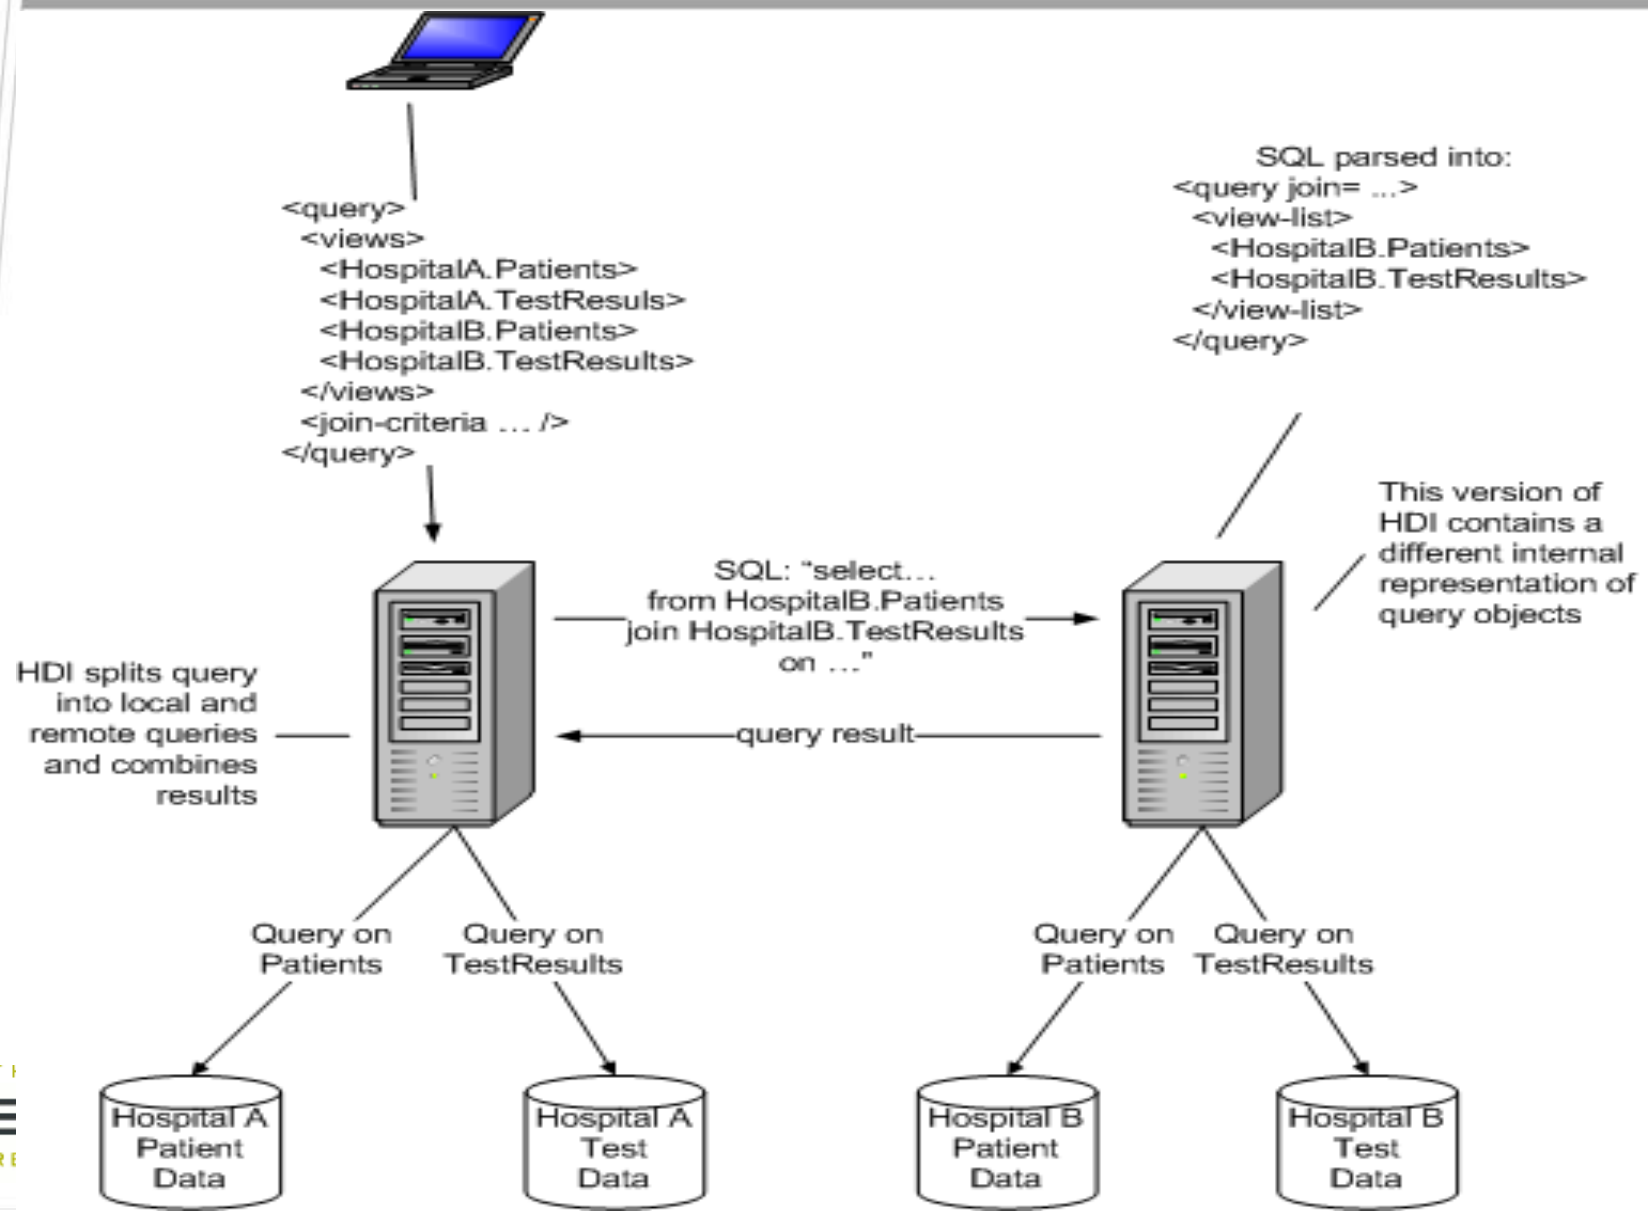 <query>
<views>
<HospitalA.Patients>
<HospitalA.TestResuls>
<HospitalB.Patients>
<HospitalB.TestResults>
</views>
<join-criteria ... />
</query>
SQL parsed into:
<query join= ...>
<view-list>
<HospitalB.Patients>
<HospitalB.TestResults>
</view-list>
</query>
This version of
HDI contains a
different internal
representation of
query objects
SQL: “select...
from HospitalB.Patients
join HospitalB.TestResults
on ...”
query result
HDI splits query
into local and
remote queries
and combines
results
Query on
Patients
Query on
TestResults
Query on
Patients
Query on
TestResults
Hospital A
Patient
Data
Hospital A
Test
Data
Hospital B
Patient
Data
Hospital B
Test
Data